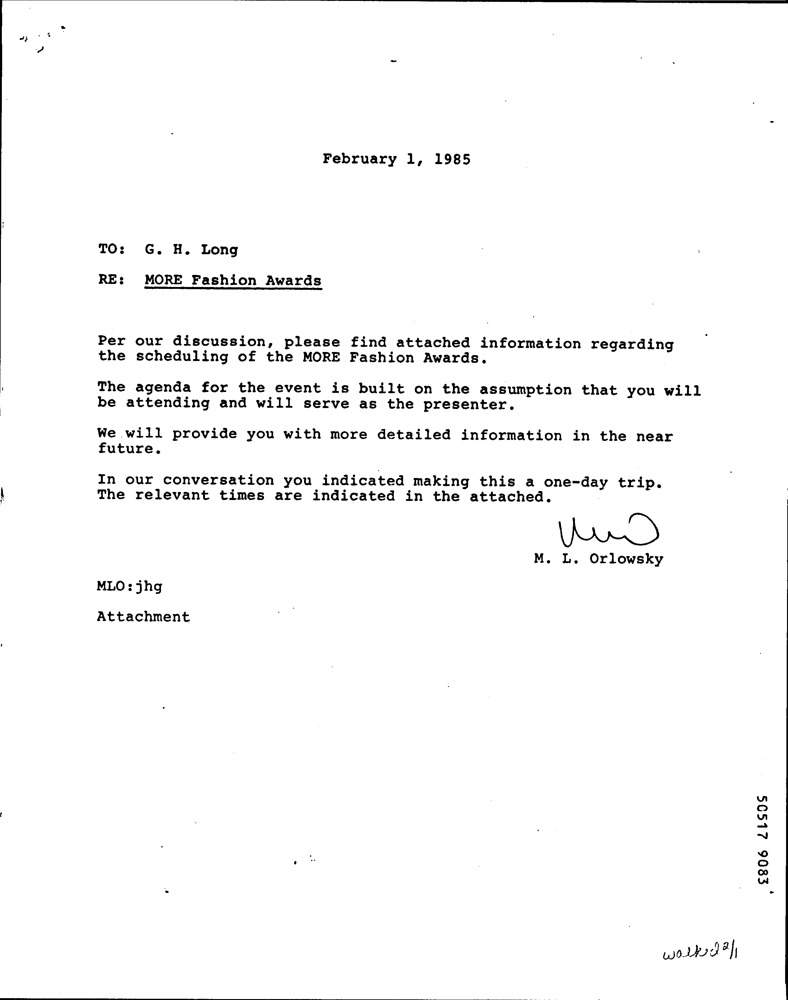 February 1, 1985
TO: G. H. Long
RE: MORE Fashion Awards
Per our discussion, please find attached information regarding
the scheduling of the MORE Fashion Awards.
The agenda for the event is built on the assumption that you will
be attending and will serve as the presenter.
We will provide you with more detailed information in the near
future.
In our conversation you indicated making this a one-day trip.
The relevant times are indicated in the attached.
M. L. Orlowsky
MLO:jhg
Attachment
50517 9083
walked 2/1